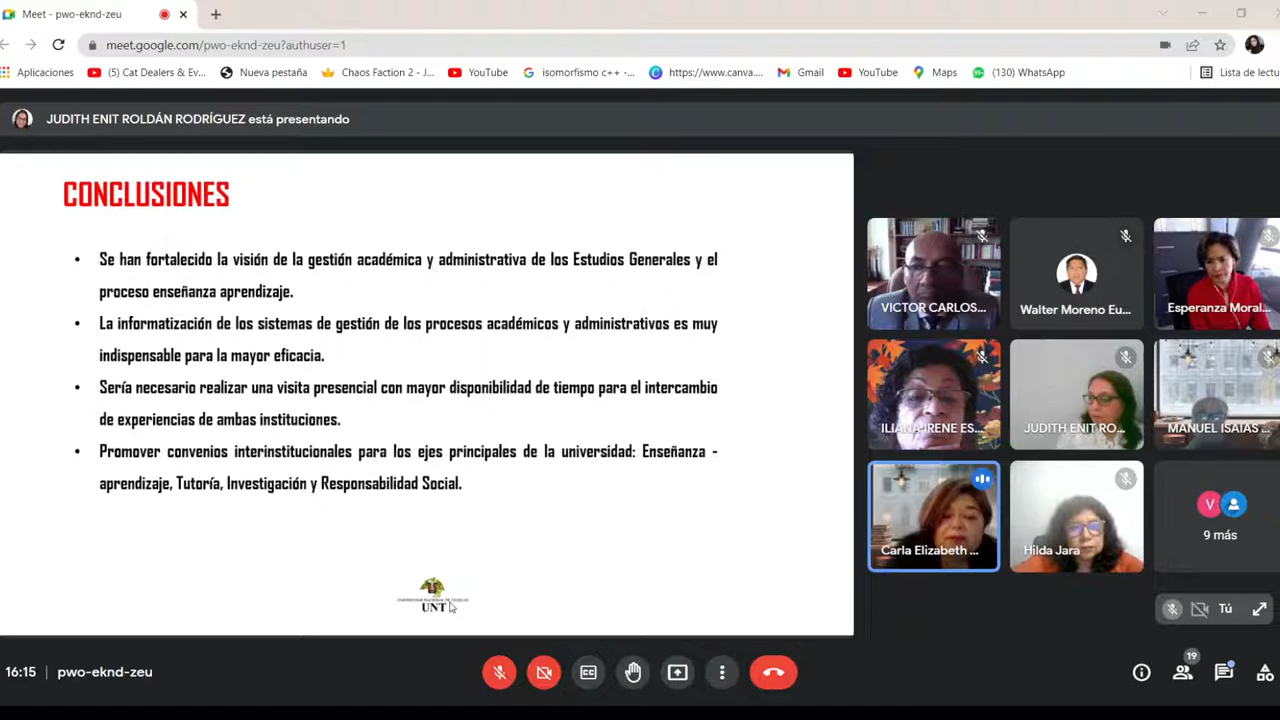 Meet - pwo-eknd-zeu
meet.google.com/pwo-eknd-zeu?authuser=1
Aplicaciones
(5) Cat Dealers & Ev...
Nueva pestaña
Chaos Faction 2 - J...
YouTube
isomorfismo c++ -...
https://www.canva....
Gmail
YouTube
Maps
(130) WhatsApp
Lista de lectu
JUDITH ENIT ROLDÁN RODRÍGUEZ está presentando
CONCLUSIONES
• Se han fortalecido la visión de la gestión académica y administrativa de los Estudios Generales y el
proceso enseñanza aprendizaje.
• La informatización de los sistemas de gestión de los procesos académicos y administrativos es muy
indispensable para la mayor eficacia.
• Sería necesario realizar una visita presencial con mayor disponibilidad de tiempo para el intercambio
de experiencias de ambas instituciones.
• Promover convenios interinstitucionales para los ejes principales de la universidad: Enseñanza -
aprendizaje, Tutoría, Investigación y Responsabilidad Social.
UNT
VICTOR CARLOS...
Walter Moreno Eu...
Esperanza Moral...
ILIANA IRENE ES...
JUDITH ENIT RO...
MANUEL ISAIAS ...
Carla Elizabeth ...
Hilda Jara
V
9 más
Tú
16:15
pwo-eknd-zeu
19